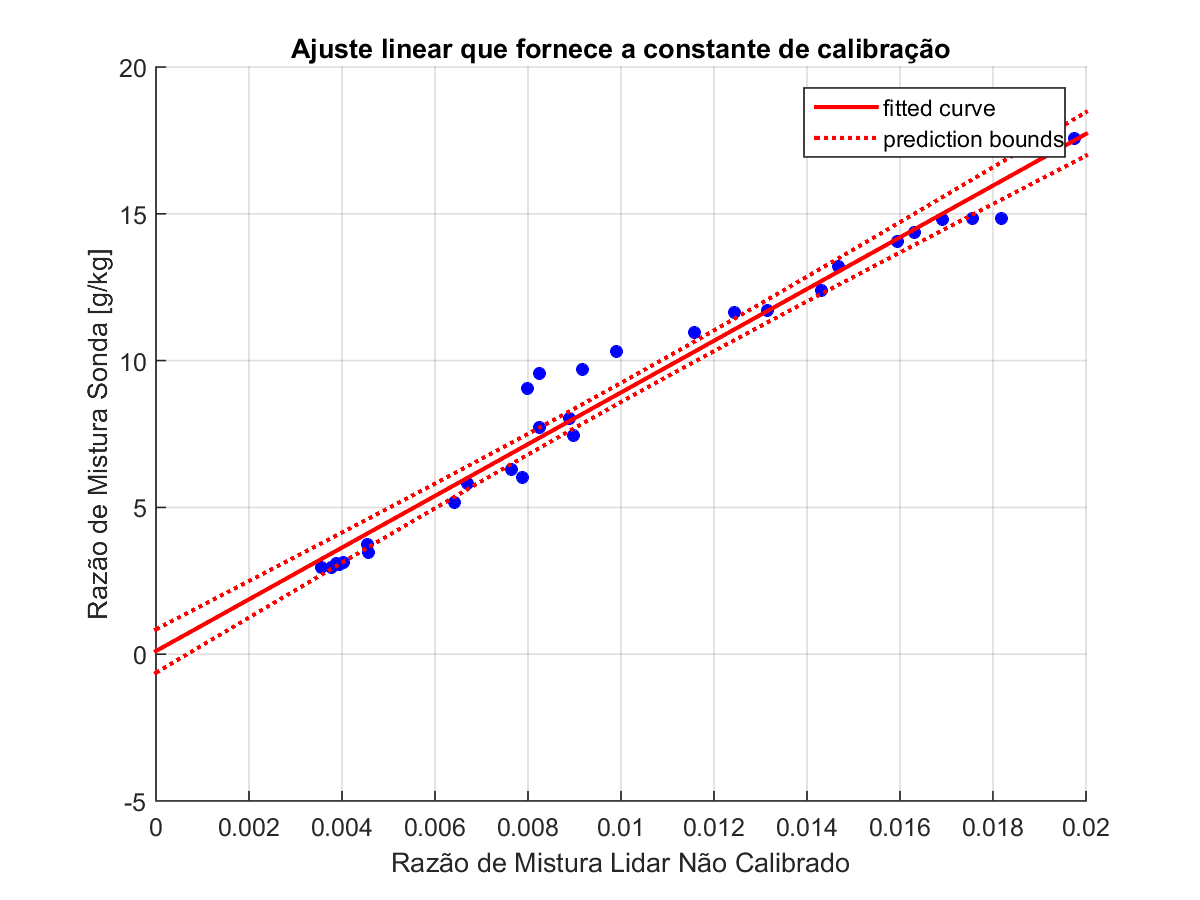 Ajuste linear que fornece a constante de calibração
fitted curve
prediction bounds
Razão de Mistura Sonda [g/kg]
20
15
10
5
0
-5
0 0.002 0.004 0.006 0.008 0.01 0.012 0.014 0.016 0.018 0.02
Razão de Mistura Lidar Não Calibrado